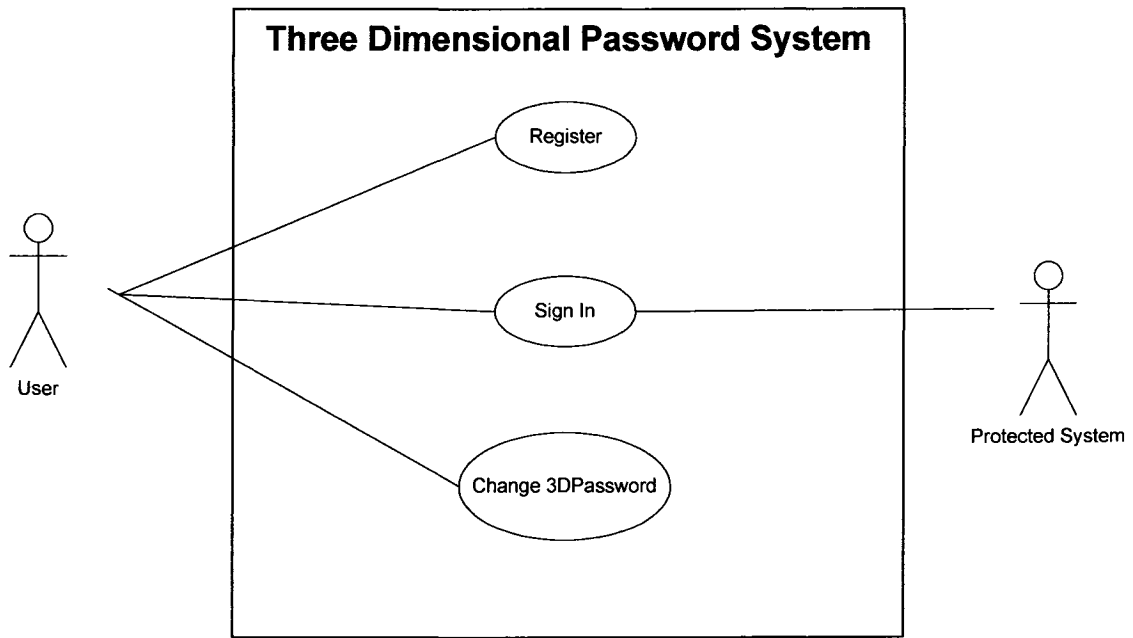 Three Dimensional Password System
Register
Sign In
User
Protected System
Change 3DPassword